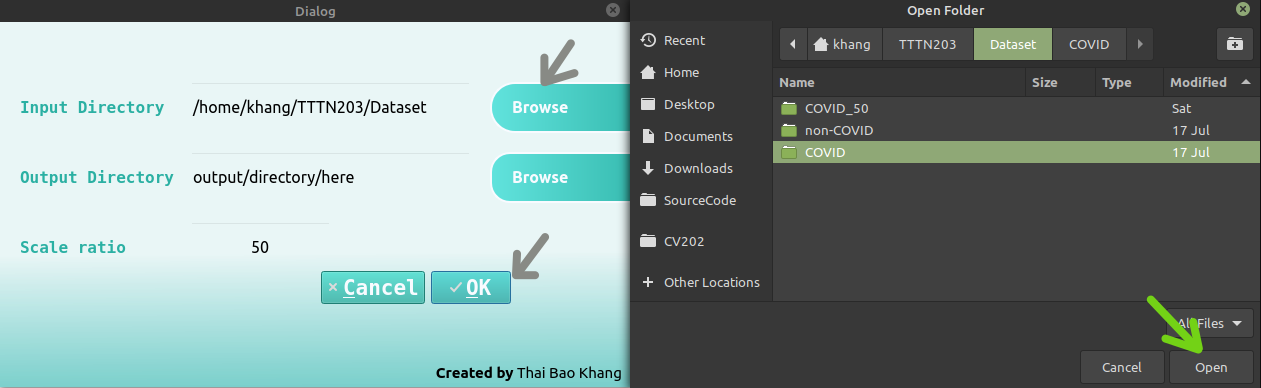 Dialog
Input Directory /home/khang/TTTN203/Dataset Browse
Output Directory output/directory/here Browse
Scale ratio 50
Cancel OK
Created by Thai Bao Khang
Open Folder
Recent
Home
Desktop
Documents
Downloads
SourceCode
CV202
Other Locations
khang TTTN203 Dataset COVID
Name Size Type Modified
COVID_50 Sat
non-COVID 17 Jul
COVID 17 Jul
All Files
Cancel Open